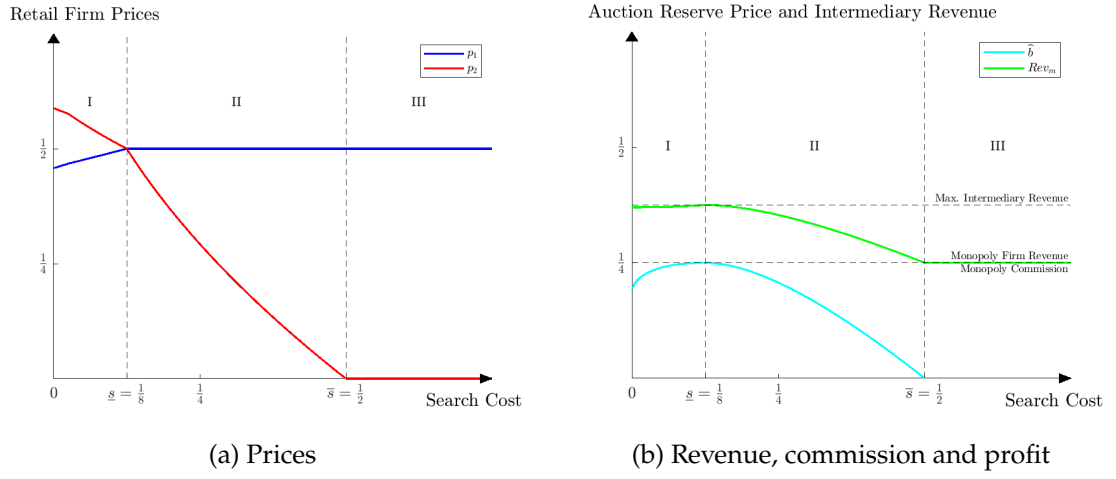 Retail Firm Prices
p₁
p₂
I
II
III
1/2
1/4
0
s̲ = 1/8
1/4
s̅ = 1/2
Search Cost
(a) Prices
Auction Reserve Price and Intermediary Revenue
b̂
Revₘ
I
II
III
1/2
Max. Intermediary Revenue
Monopoly Firm Revenue
1/4
Monopoly Commission
0
s̲ = 1/8
1/4
s̅ = 1/2
Search Cost
(b) Revenue, commission and profit